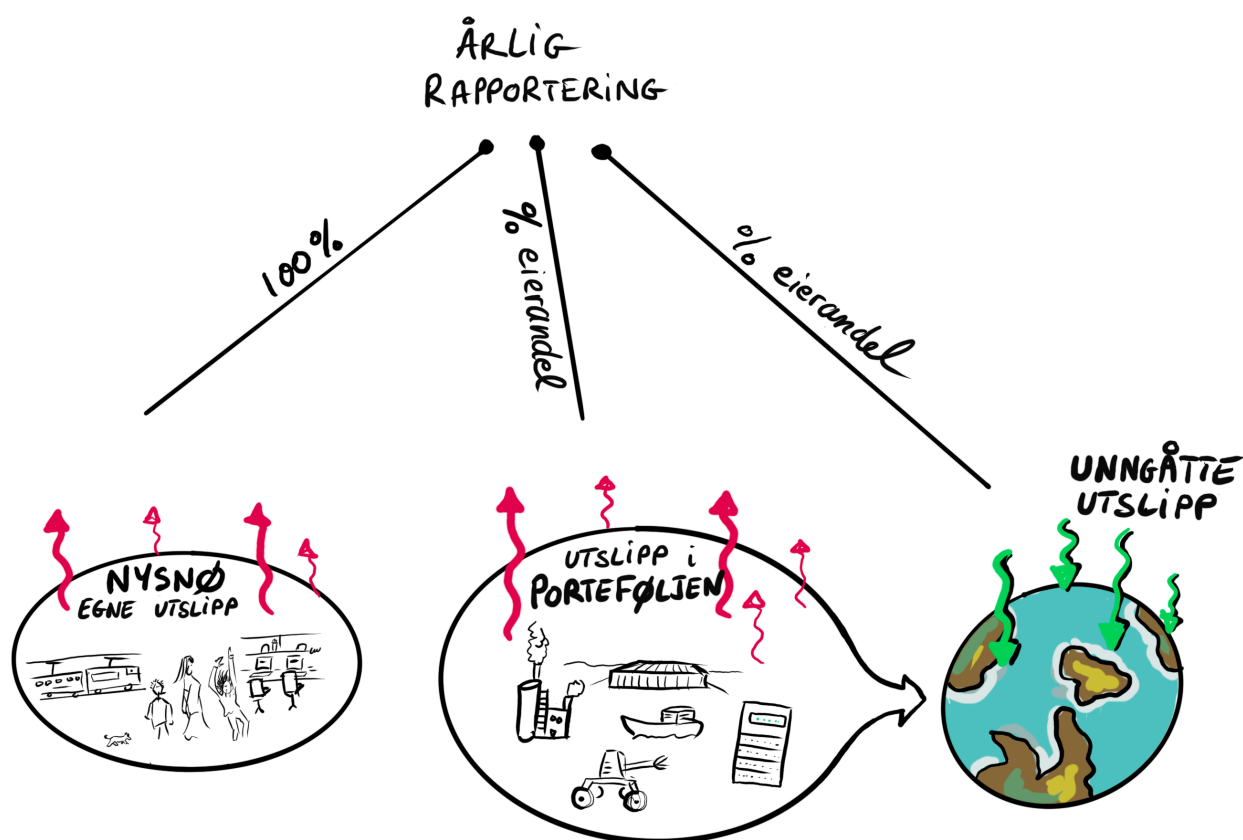 ÅRLIG
RAPPORTERING
100%
% eierandel
% eierandel
UNNGÅTTE
UTSLIPP
NYSNØ
EGNE UTSLIPP
UTSLIPP i
PORTEFØLJEN